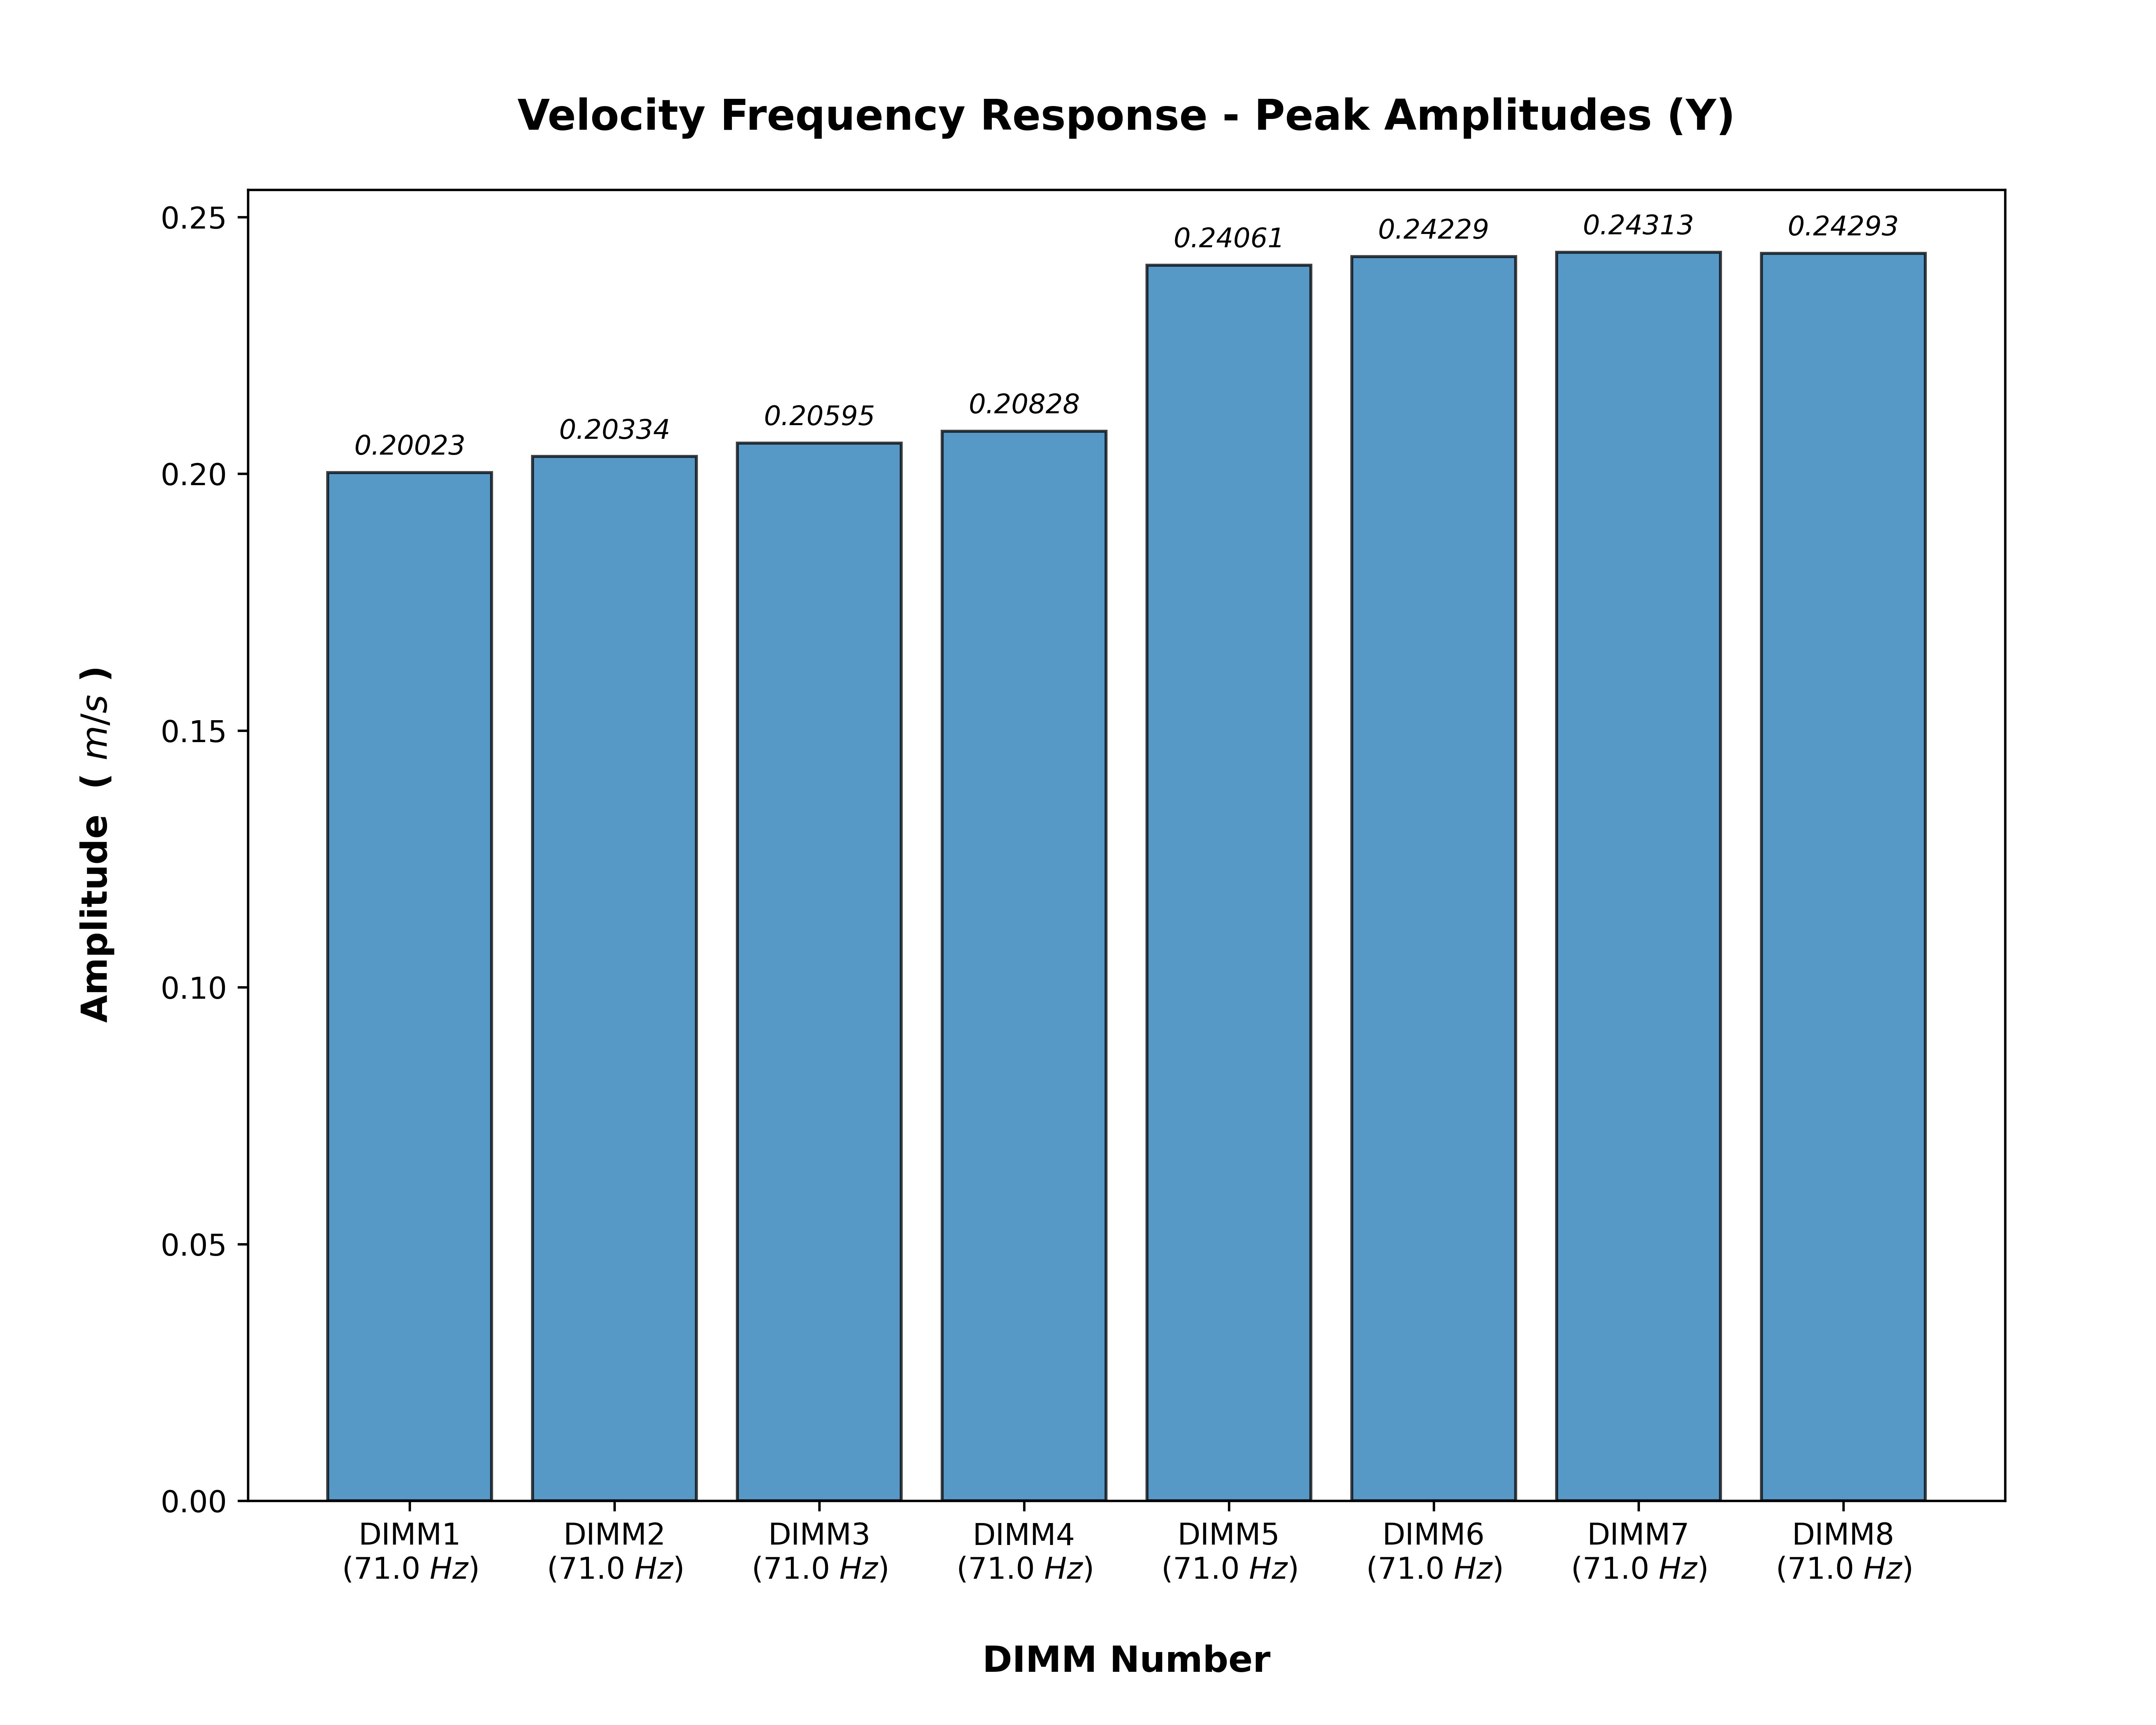 Velocity Frequency Response - Peak Amplitudes (Y)
0.25
0.20
0.15
0.10
0.05
0.00
Amplitude ( m/s )
0.20023
0.20334
0.20595
0.20828
0.24061
0.24229
0.24313
0.24293
DIMM1
(71.0 Hz)
DIMM2
(71.0 Hz)
DIMM3
(71.0 Hz)
DIMM4
(71.0 Hz)
DIMM5
(71.0 Hz)
DIMM6
(71.0 Hz)
DIMM7
(71.0 Hz)
DIMM8
(71.0 Hz)
DIMM Number